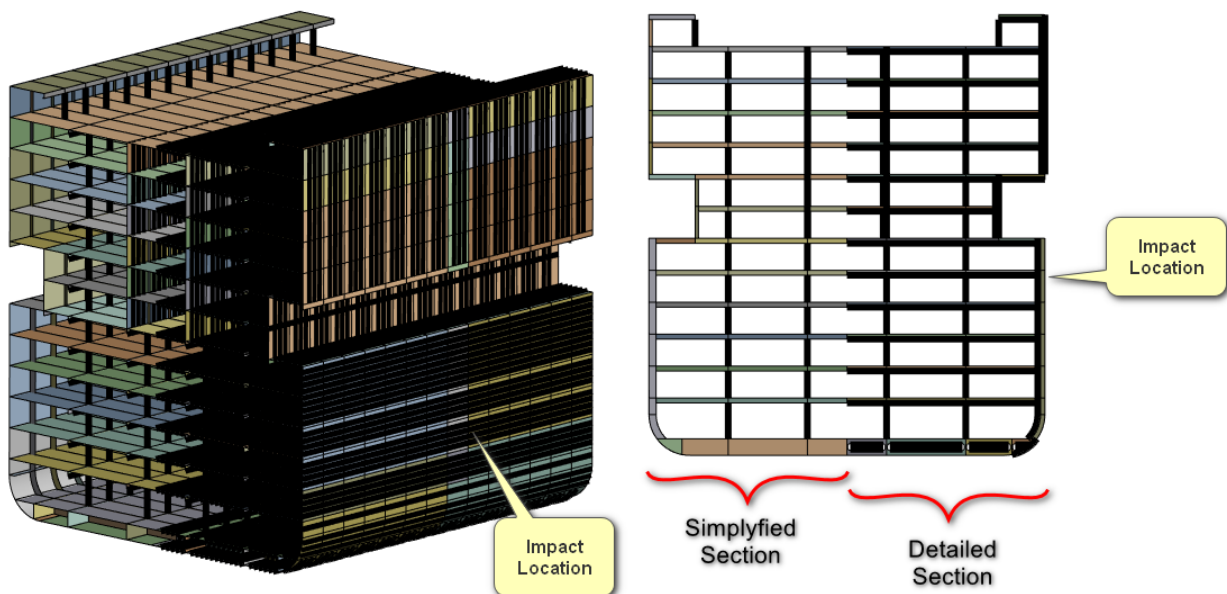 Impact
Location
Impact
Location
Simplyfied
Section
Detailed
Section